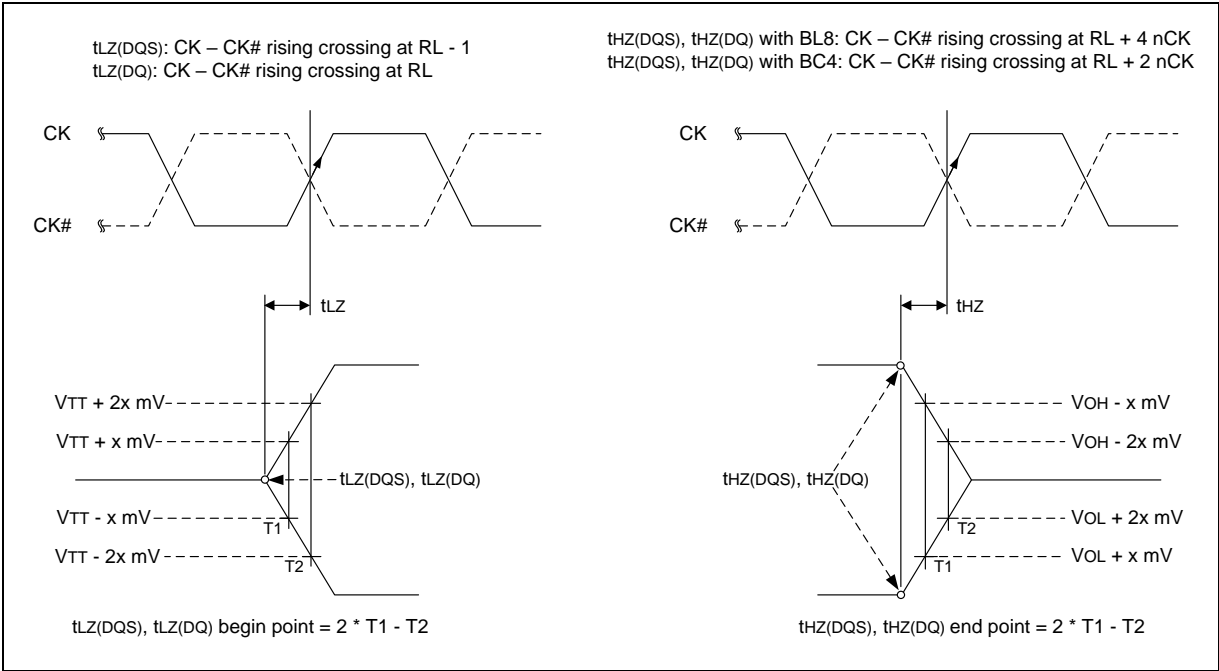 tLZ(DQS): CK – CK# rising crossing at RL - 1
tLZ(DQ): CK – CK# rising crossing at RL
CK
CK#
tLZ
VTT + 2x mV
VTT + x mV
tLZ(DQS), tLZ(DQ)
VTT - x mV
T1
VTT - 2x mV
T2
tLZ(DQS), tLZ(DQ) begin point = 2 * T1 - T2
tHZ(DQS), tHZ(DQ) with BL8: CK – CK# rising crossing at RL + 4 nCK
tHZ(DQS), tHZ(DQ) with BC4: CK – CK# rising crossing at RL + 2 nCK
CK
CK#
tHZ
VOH - x mV
VOH - 2x mV
tHZ(DQS), tHZ(DQ)
VOL + 2x mV
T2
VOL + x mV
T1
tHZ(DQS), tHZ(DQ) end point = 2 * T1 - T2